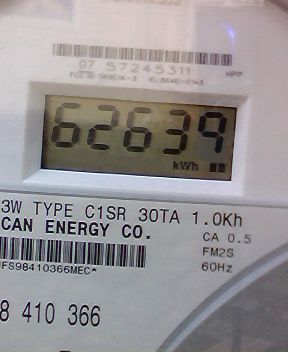 07 57245311 HPP
62639
kWh
3W TYPE C1SR 30TA 1.0Kh
CAN ENERGY CO.
CA 0.5
FM2S
FS98410366MEC*
60Hz
8 410 366